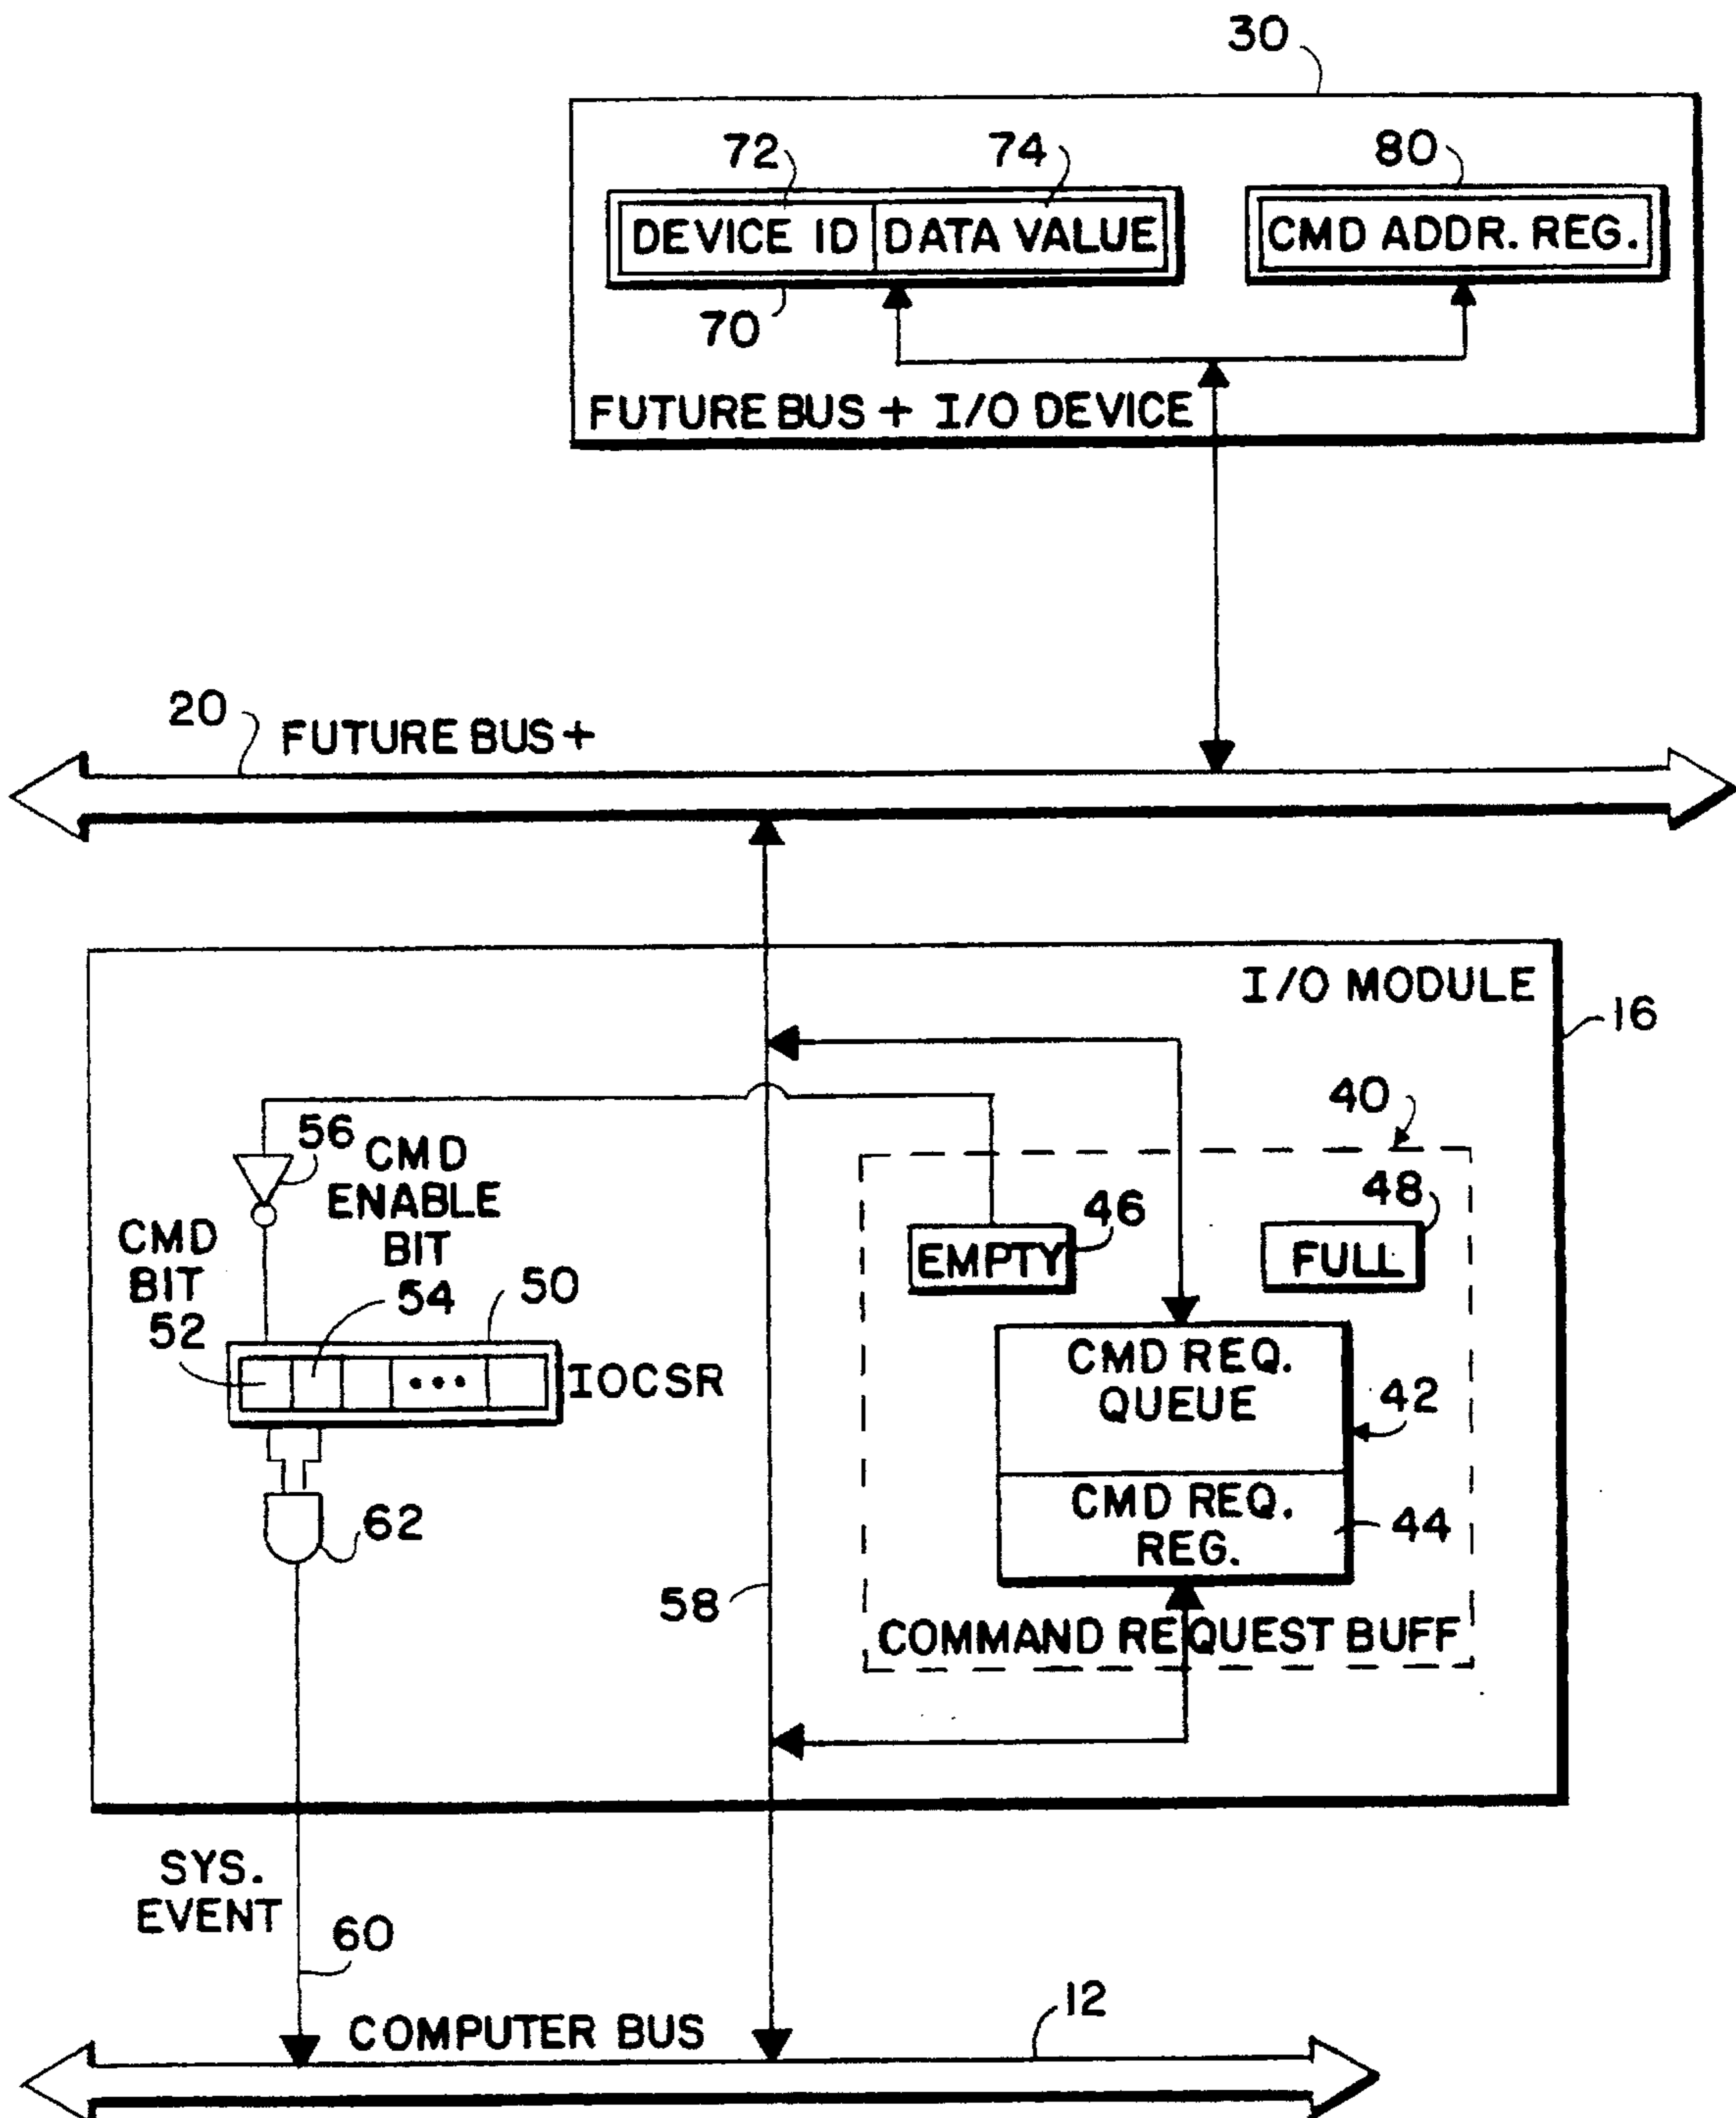 30
72
74
80
DEVICE ID DATA VALUE
CMD ADDR. REG.
70
FUTURE BUS + I/O DEVICE
20
FUTURE BUS +
I/O MODULE
16
40
56
CMD
ENABLE
BIT
54
CMD
BIT
52
50
IOCSR
46
EMPTY
48
FULL
CMD REQ.
QUEUE
42
CMD REQ.
REG.
44
62
58
COMMAND REQUEST BUFF
SYS.
EVENT
60
COMPUTER BUS
12